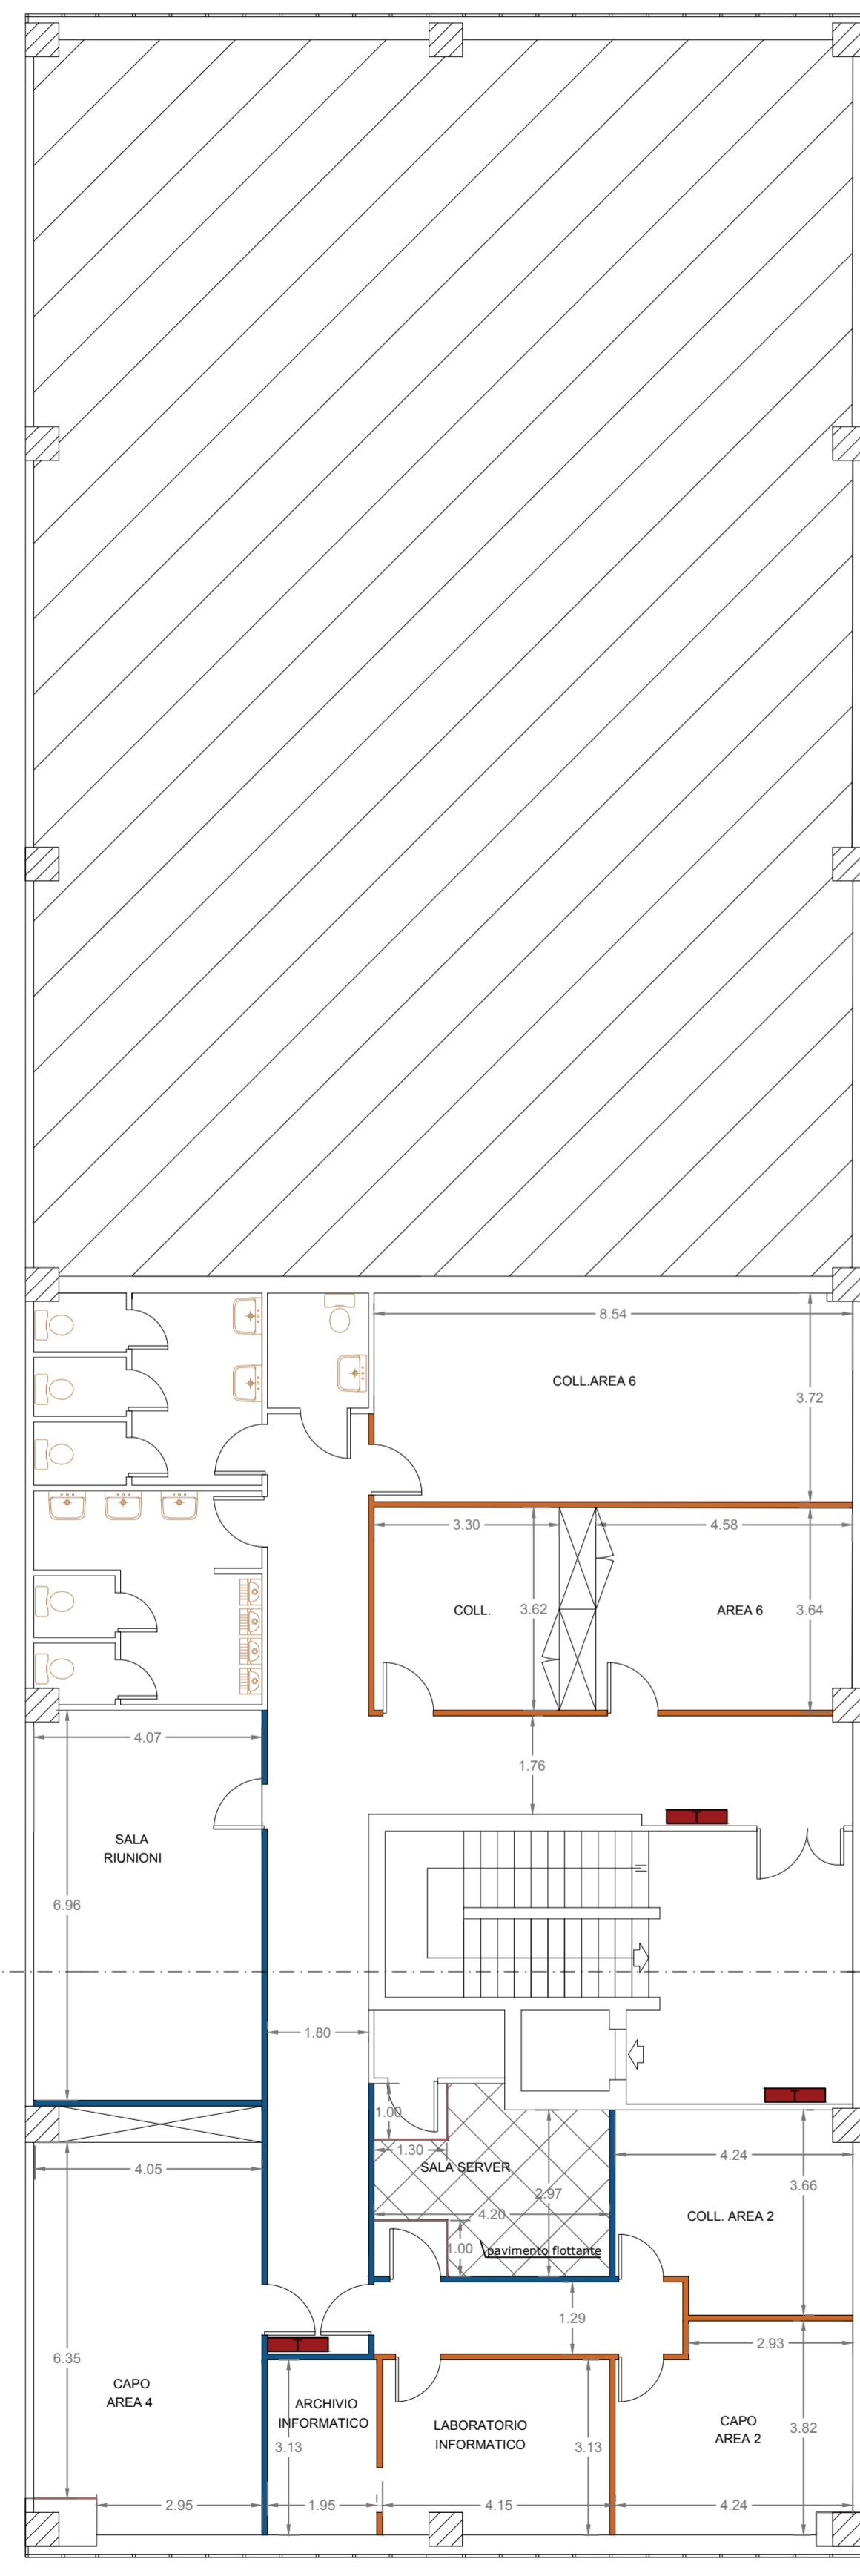 8.54
COLL.AREA 6
3.72
3.30
4.58
COLL.
3.62
AREA 6
3.64
4.07
1.76
SALA
RIUNIONI
6.96
1.80
1.00
1.30
SALA SERVER
4.24
4.05
3.66
2.97
4.20
COLL. AREA 2
1.00
pavimento flottante
1.29
2.93
6.35
CAPO
AREA 4
ARCHIVIO
INFORMATICO
LABORATORIO
INFORMATICO
CAPO
AREA 2
3.82
3.13
3.13
2.95
1.95
4.15
4.24